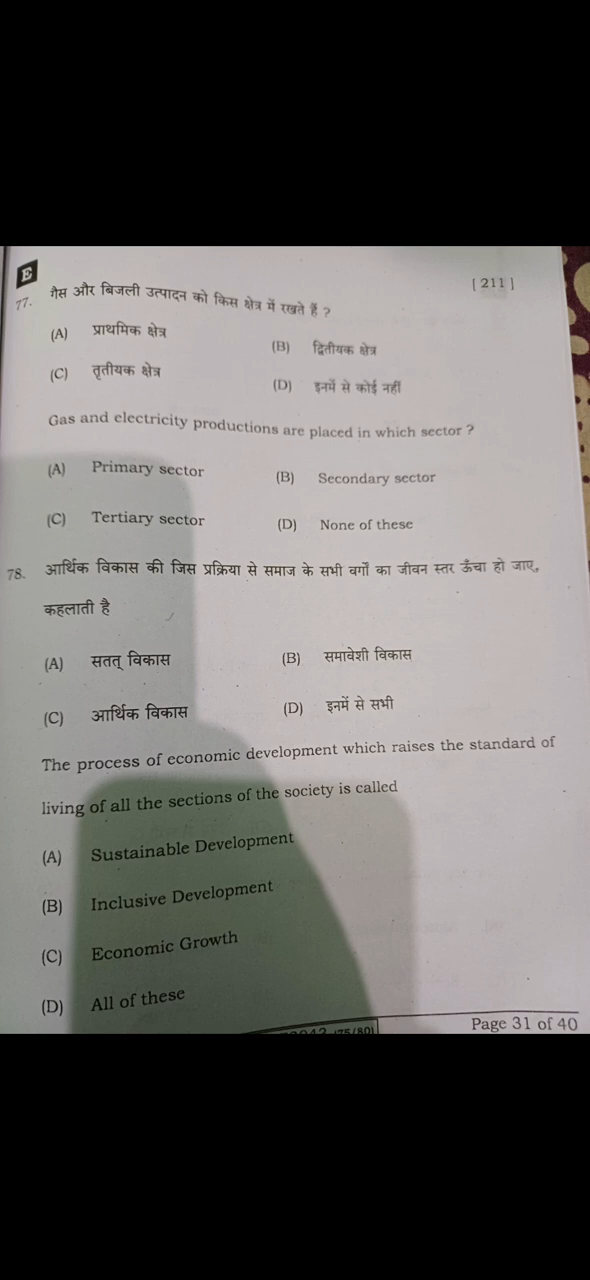 E
[ 211 ]
77. गैस और बिजली उत्पादन को किस क्षेत्र में रखते हैं ?
(A) प्राथमिक क्षेत्र
(B) द्वितीयक क्षेत्र
(C) तृतीयक क्षेत्र
(D) इनमें से कोई नहीं
Gas and electricity productions are placed in which sector ?
(A) Primary sector
(B) Secondary sector
(C) Tertiary sector
(D) None of these
78. आर्थिक विकास की जिस प्रक्रिया से समाज के सभी वर्गों का जीवन स्तर ऊँचा हो जाए,
कहलाती है
(A) सतत् विकास
(B) समावेशी विकास
(C) आर्थिक विकास
(D) इनमें से सभी
The process of economic development which raises the standard of
living of all the sections of the society is called
(A) Sustainable Development
(B) Inclusive Development
(C) Economic Growth
(D) All of these
Page 31 of 40